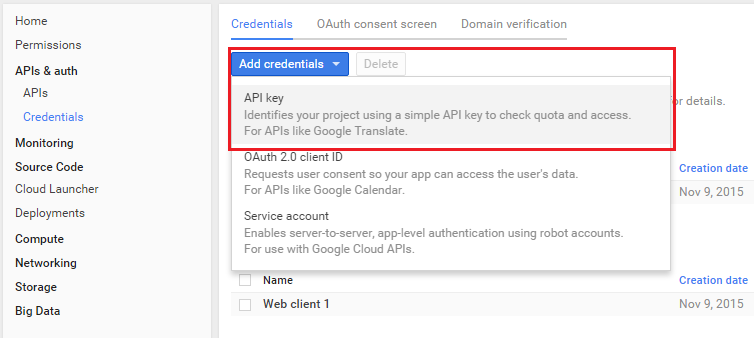 Home
Permissions
APIs & auth
APIs
Credentials
Monitoring
Source Code
Cloud Launcher
Deployments
Compute
Networking
Storage
Big Data
Credentials OAuth consent screen Domain verification
Add credentials Delete
API key
Identifies your project using a simple API key to check quota and access.
For APIs like Google Translate.
for details.
OAuth 2.0 client ID
Requests user consent so your app can access the user's data.
For APIs like Google Calendar.
Creation date
Nov 9, 2015
Service account
Enables server-to-server, app-level authentication using robot accounts.
For use with Google Cloud APIs.
Name Creation date
Web client 1 Nov 9, 2015